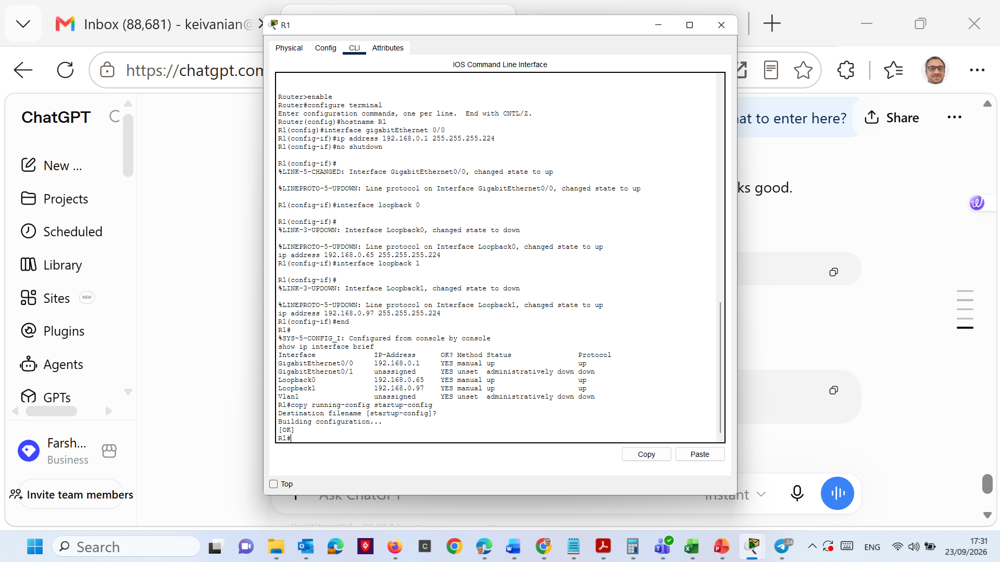 Inbox (88,681) - keivanian@
https://chatgpt.com
R1
Physical
Config
CLI
Attributes
IOS Command Line Interface
Router>enable
Router#configure terminal
Enter configuration commands, one per line.  End with CNTL/Z.
Router(config)#hostname R1
R1(config)#interface gigabitEthernet 0/0
R1(config-if)#ip address 192.168.0.1 255.255.255.224
R1(config-if)#no shutdown
R1(config-if)#
%LINK-5-CHANGED: Interface GigabitEthernet0/0, changed state to up
%LINEPROTO-5-UPDOWN: Line protocol on Interface GigabitEthernet0/0, changed state to up
R1(config-if)#interface loopback 0
R1(config-if)#
%LINK-3-UPDOWN: Interface Loopback0, changed state to down
%LINEPROTO-5-UPDOWN: Line protocol on Interface Loopback0, changed state to up
ip address 192.168.0.65 255.255.255.224
R1(config-if)#interface loopback 1
R1(config-if)#
%LINK-3-UPDOWN: Interface Loopback1, changed state to down
%LINEPROTO-5-UPDOWN: Line protocol on Interface Loopback1, changed state to up
ip address 192.168.0.97 255.255.255.224
R1(config-if)#end
R1#
%SYS-5-CONFIG_I: Configured from console by console
show ip interface brief
Interface              IP-Address      OK? Method Status                Protocol
GigabitEthernet0/0     192.168.0.1     YES manual up                    up
GigabitEthernet0/1     unassigned      YES unset  administratively down down
Loopback0              192.168.0.65    YES manual up                    up
Loopback1              192.168.0.97    YES manual up                    up
Vlan1                  unassigned      YES unset  administratively down down
R1#copy running-config startup-config
Destination filename [startup-config]?
Building configuration...
[OK]
R1#
Copy
Paste
Top
ChatGPT
New ...
Projects
Scheduled
Library
Sites NEW
Plugins
Agents
GPTs
Farsh...
Business
Invite team members
at to enter here?
Share
ks good.
Ask ChatGPT
Instant
Search
ENG
17:31
23/09/2026